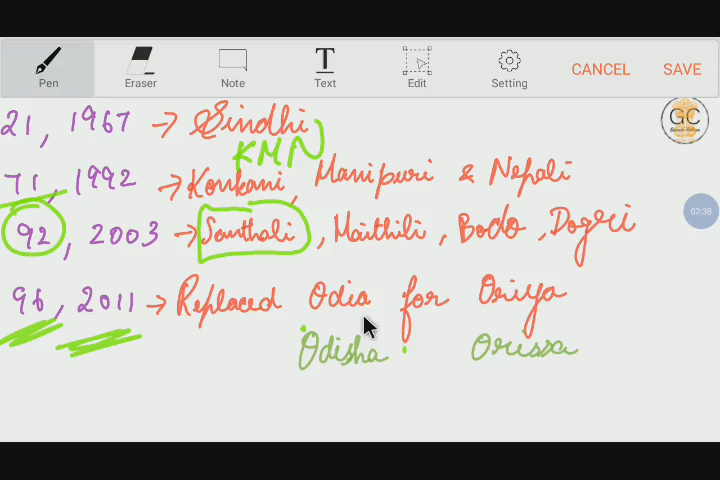 Pen Eraser Note Text Edit Setting CANCEL SAVE
21, 1967 → Sindhi
GC
KMN
71, 1992 → Konkani, Manipuri & Nepali
02:38
92, 2003 → Santhali, Maithili, Bodo, Dogri
96, 2011 → Replaced Odia for Oriya
Odisha Orissa